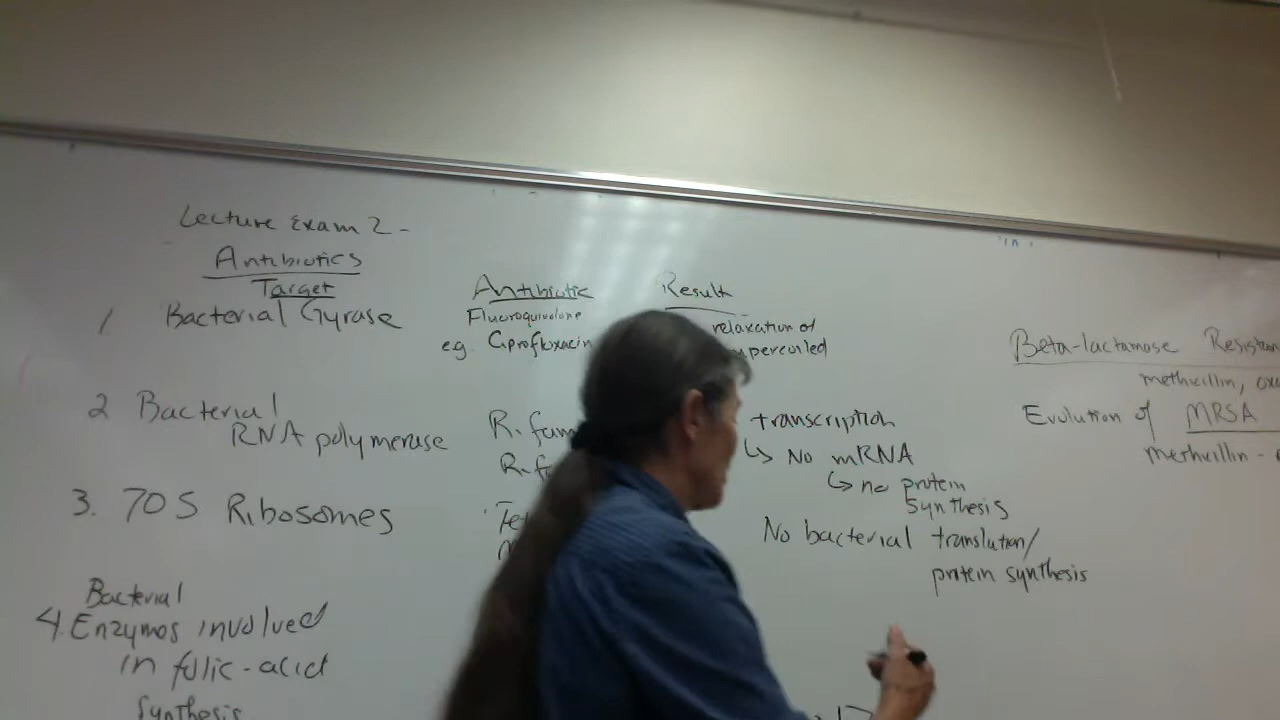 Lecture Exam 2 -
Antibiotics
Target
Antibiotic
Result
1. Bacterial Gyrase
Fluoroquinolone
eg. Ciprofloxacin
relaxation of
2 Bacterial
RNA polymerase
transcription
↳ No mRNA
↳ no protein
synthesis
3. 70S Ribosomes
No bacterial translation/
protein synthesis
Bacterial
4. Enzymes involved
in folic-acid
synthesis
Beta-lactamase
methicillin,
Evolution of MRSA
methicillin -